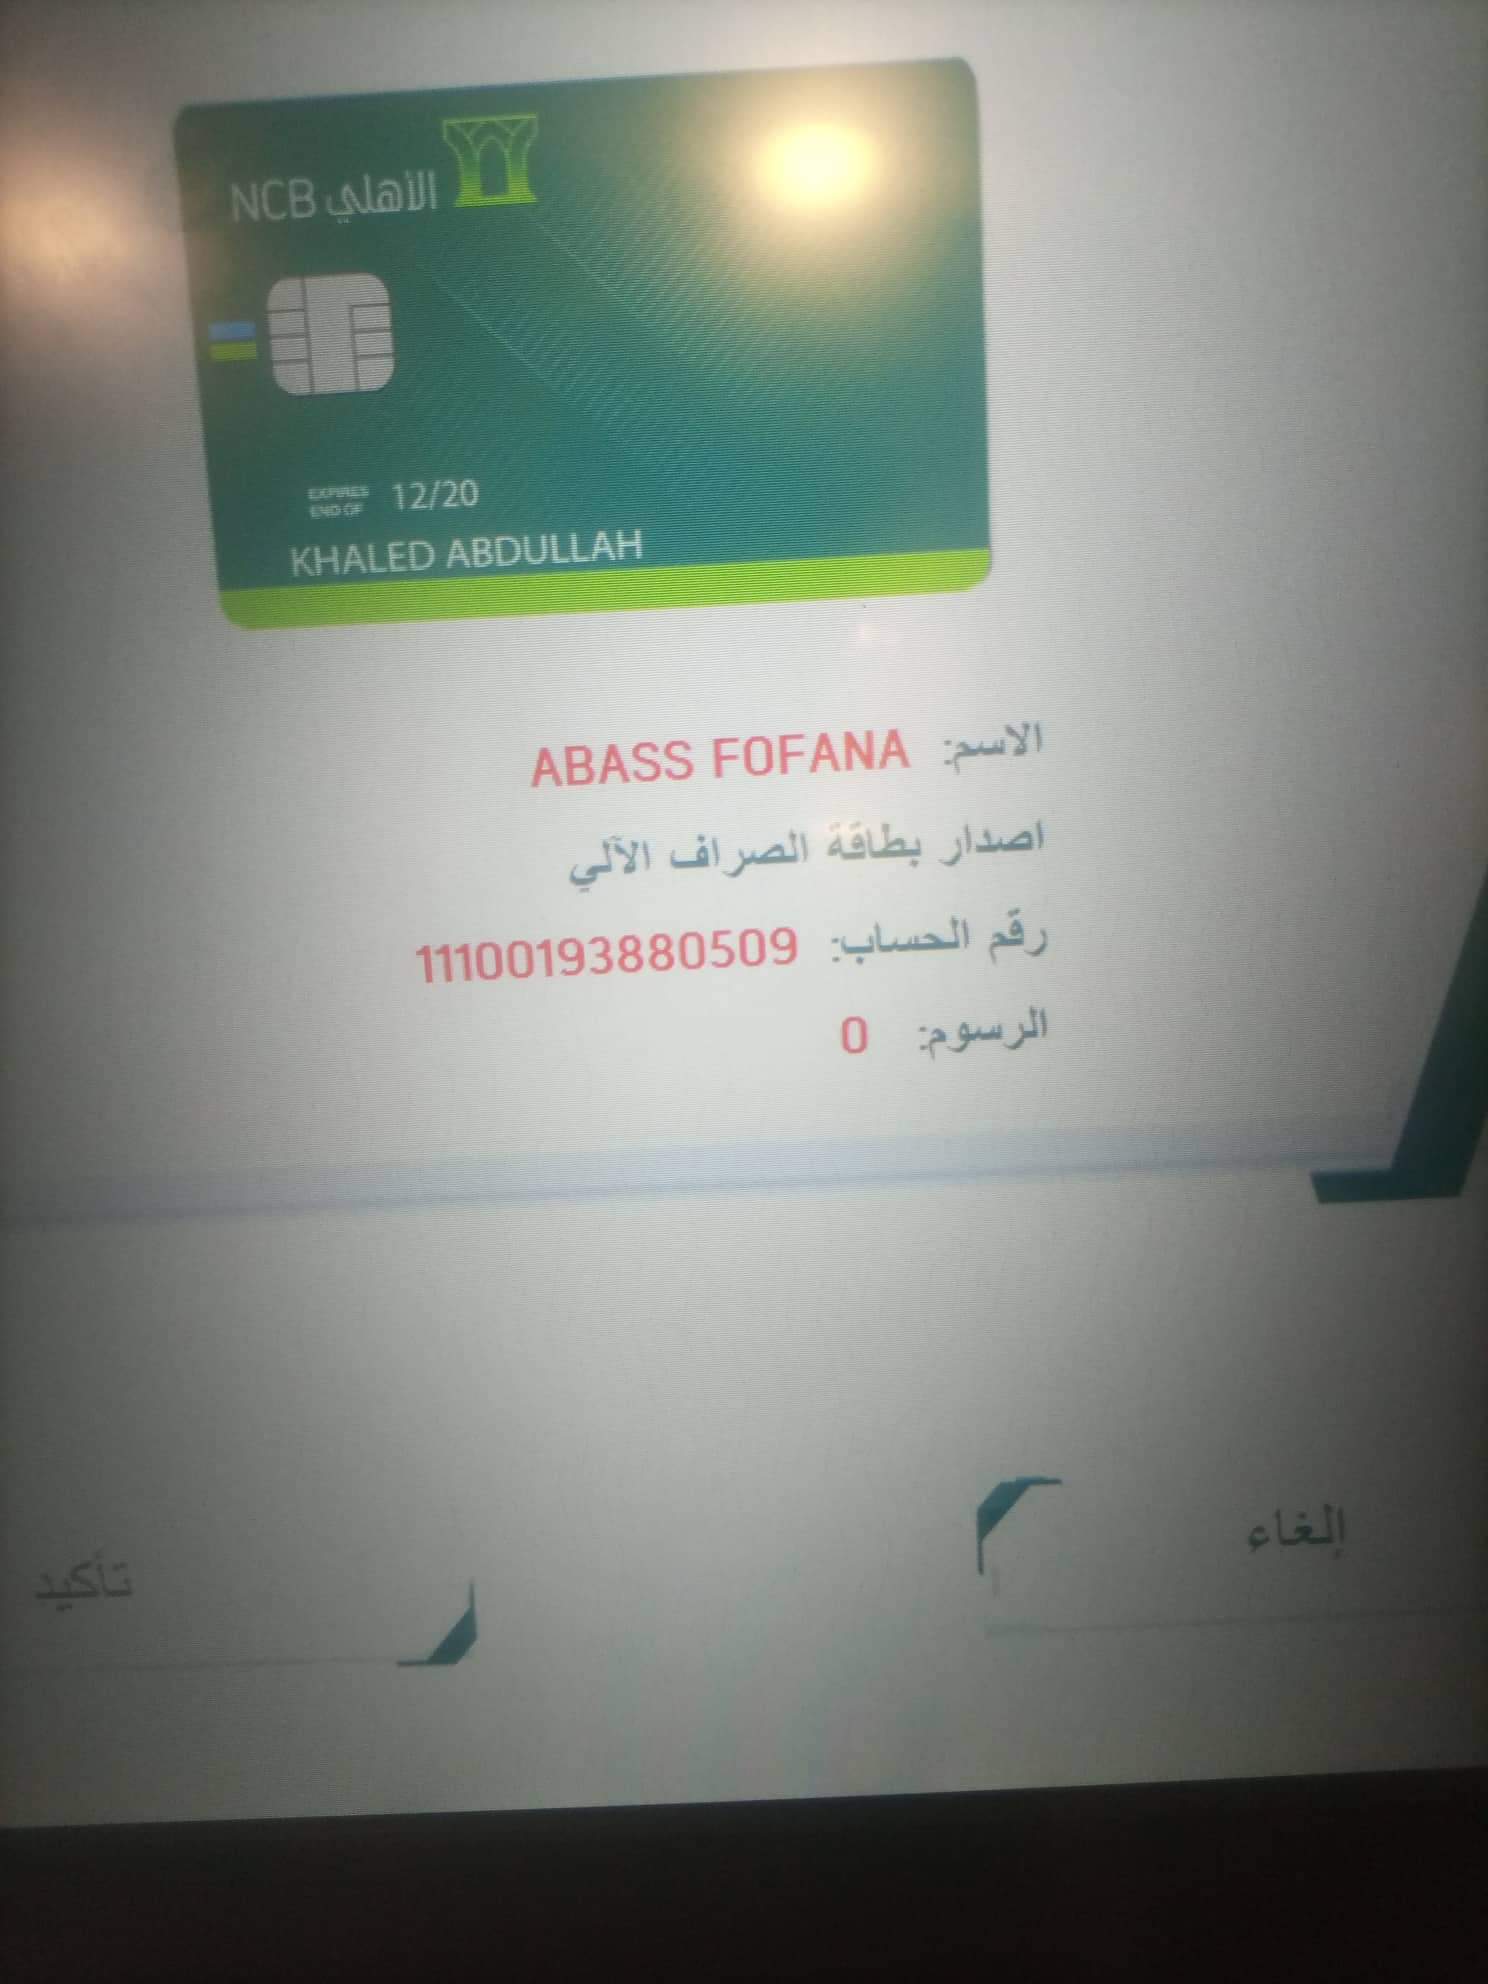 NCB الأهلي
EXPIRES
END OF
12/20
KHALED ABDULLAH
الاسم: ABASS FOFANA
اصدار بطاقة الصراف الآلي
رقم الحساب: 11100193880509
الرسوم: 0
إلغاء
تأكيد